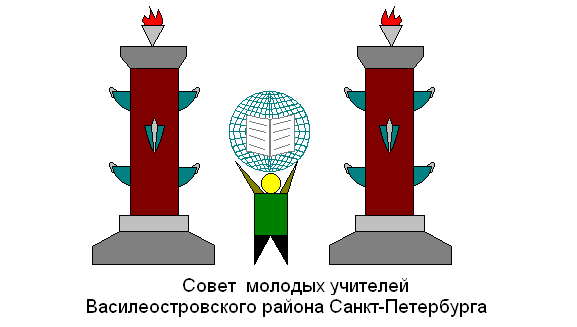 Совет молодых учителей
Василеостровского района Санкт-Петербурга